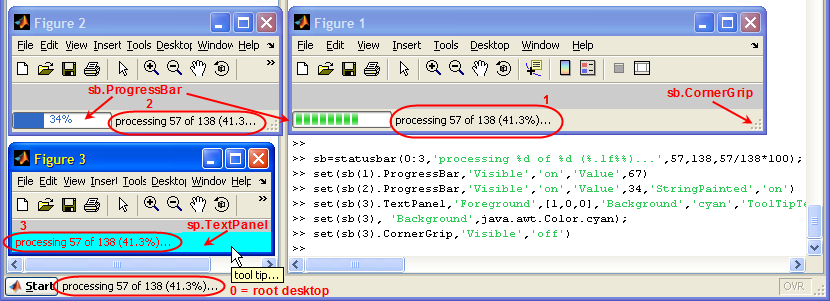 Figure 2
File Edit View Insert Tools Desktop Window Help
sb.ProgressBar
2
34%
processing 57 of 138 (41.3...
Figure 1
File Edit View Insert Tools Desktop Window Help
sb.CornerGrip
1
processing 57 of 138 (41.3%)...
Figure 3
File Edit View Insert Tools Desktop Window Help
sp.TextPanel
3
processing 57 of 138 (41.3%)...
tool tip...
>>
>> sb=statusbar(0:3,'processing %d of %d (%.1f%%)...',57,138,57/138*100);
>> set(sb(1).ProgressBar,'Visible','on','Value',67)
>> set(sb(2).ProgressBar,'Visible','on','Value',34,'StringPainted','on')
>> set(sb(3).TextPanel,'Foreground',[1,0,0],'Background','cyan','ToolTipTe
>> set(sb(3), 'Background',java.awt.Color.cyan);
>> set(sb(3).CornerGrip,'Visible','off')
>>
Start
processing 57 of 138 (41.3%)...
0 = root desktop
OVR